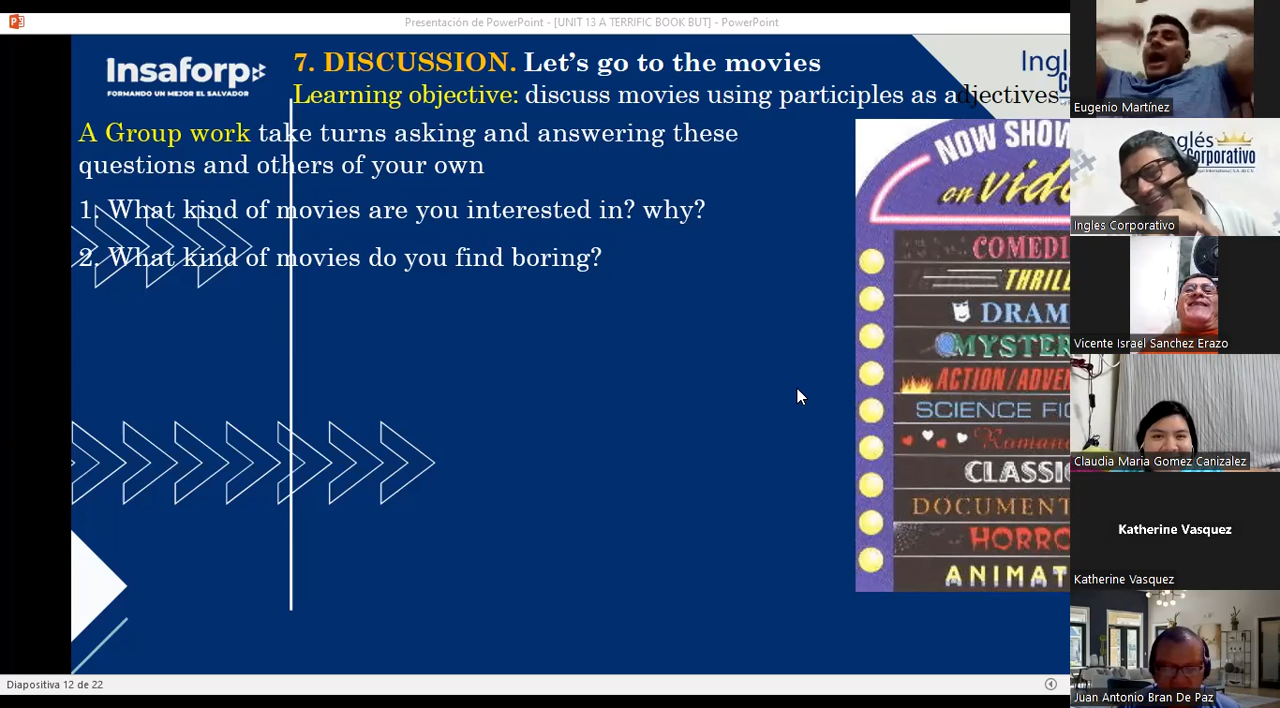 Presentación de PowerPoint - [UNIT 13 A TERRIFIC BOOK BUT] - PowerPoint
Insaforp
FORMANDO UN MEJOR EL SALVADOR
7. DISCUSSION. Let's go to the movies
Learning objective: discuss movies using participles as adjectives
A Group work take turns asking and answering these
questions and others of your own
1. What kind of movies are you interested in? why?
2. What kind of movies do you find boring?
NOW SHOW
on vid
COMEDI
THRILL
DRAM
MYSTER
ACTION/ADVEN
SCIENCE FIC
Roman
CLASSIC
DOCUMENT
HORRO
ANIMAT
Eugenio Martínez
Inglés
Corporativo
Ingles Corporativo
Vicente Israel Sanchez Erazo
Claudia Maria Gomez Canizalez
Katherine Vasquez
Katherine Vasquez
Juan Antonio Bran De Paz
Diapositiva 12 de 22